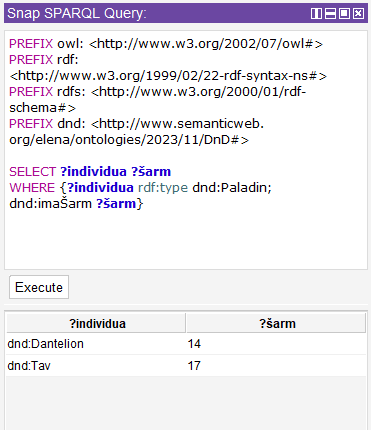 Snap SPARQL Query:
PREFIX owl: <http://www.w3.org/2002/07/owl#>
PREFIX rdf:
<http://www.w3.org/1999/02/22-rdf-syntax-ns#>
PREFIX rdfs: <http://www.w3.org/2000/01/rdf-
schema#>
PREFIX dnd: <http://www.semanticweb.
org/elena/ontologies/2023/11/DnD#>
SELECT ?individua ?šarm
WHERE {?individua rdf:type dnd:Paladin;
dnd:imaŠarm ?šarm}
Execute
?individua ?šarm
dnd:Dantelion 14
dnd:Tav 17